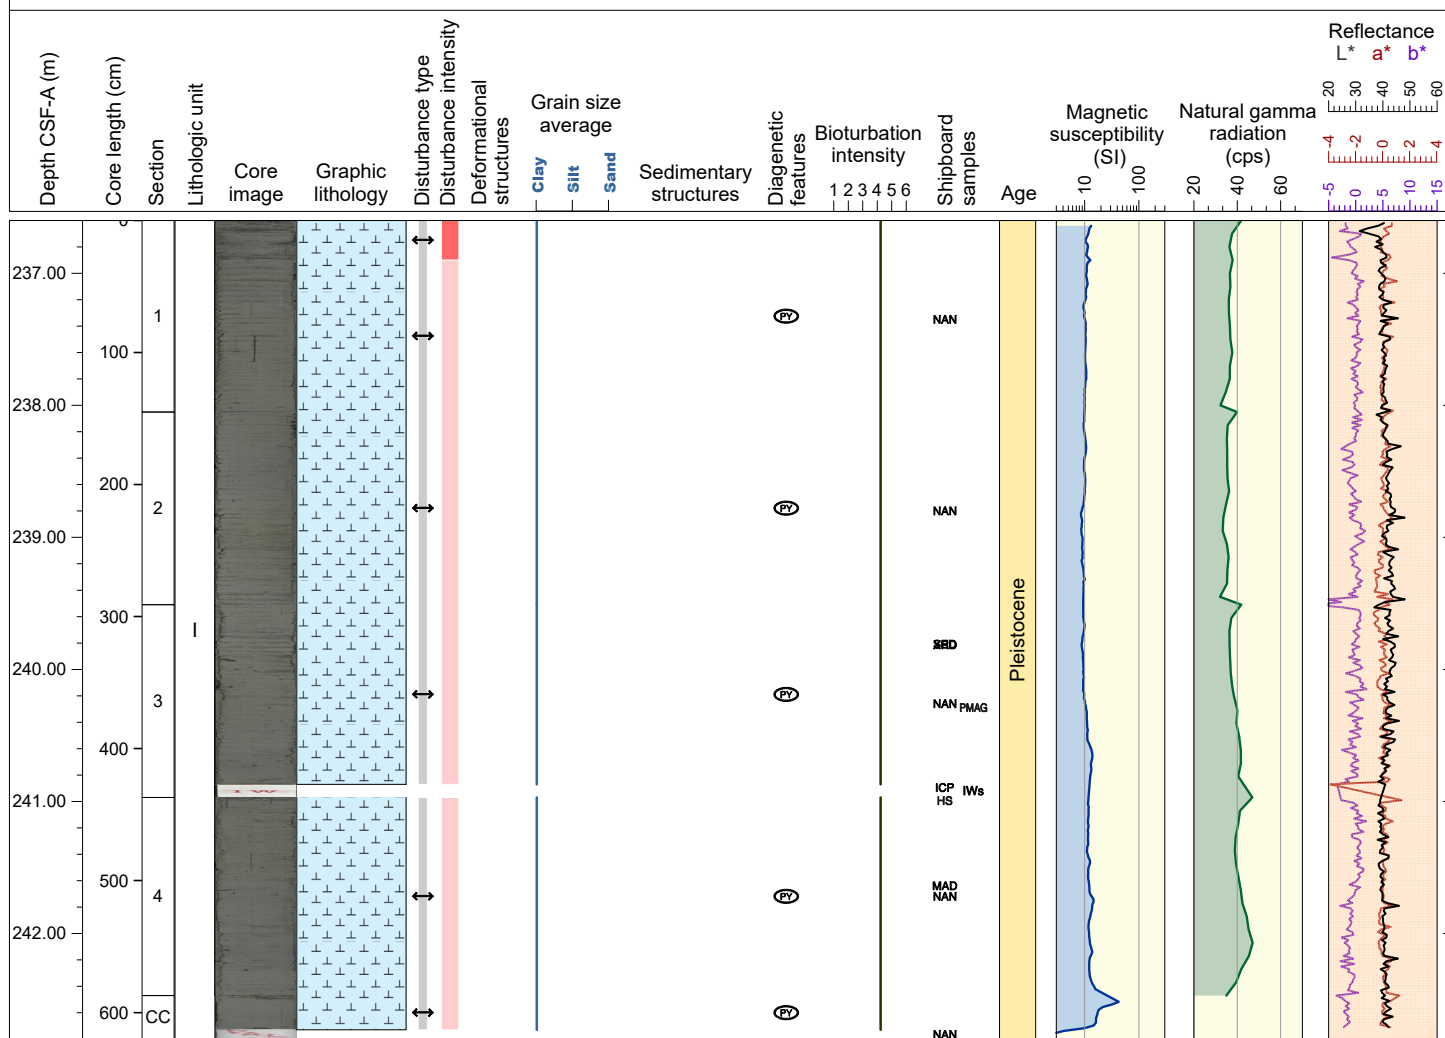 Depth CSF-A (m)
Core length (cm)
Section
Lithologic unit
Core
image
Graphic
lithology
Disturbance type
Disturbance intensity
Deformational
structures
Grain size
average
Clay
Silt
Sand
Sedimentary
structures
Diagenetic
features
Bioturbation
intensity
1 2 3 4 5 6
Shipboard
samples
Age
Magnetic
susceptibility
(SI)
10 100
Natural gamma
radiation
(cps)
20 40 60
Reflectance
L* a* b*
20 30 40 50 60
-4 -2 0 2 4
-5 0 5 10 15
237.00
238.00
239.00
240.00
241.00
242.00
0
100
200
300
400
500
600
1
2
3
4
CC
I
I W
PY
PY
PY
PY
PY
NAN
NAN
NAN PMAG
ICP IWs
HS
MAD
NAN
NAN
Pleistocene